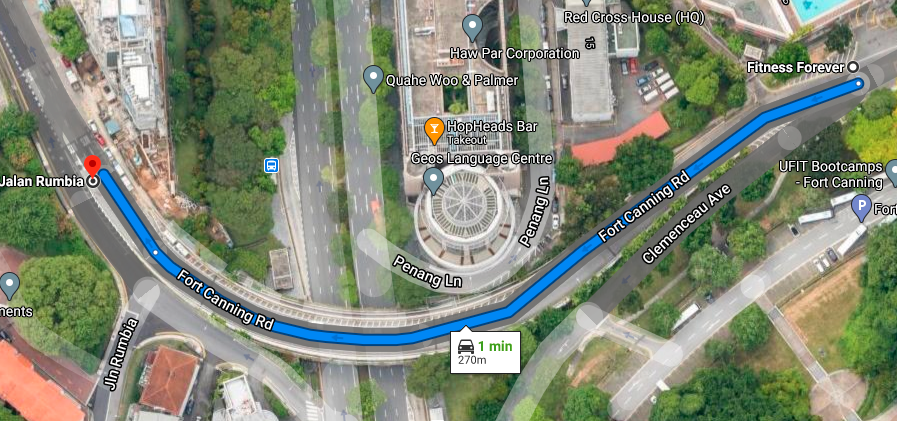 Red Cross House (HQ)
15
Haw Par Corporation
Fitness Forever
Quahe Woo & Palmer
HopHeads Bar
Takeout
Geos Language Centre
UFIT Bootcamps
- Fort Canning
Jalan Rumbia
P
Fort
Penang Ln
Fort Canning Rd
Clemenceau Ave
Penang Ln
Fort Canning Rd
ments
Jln Rumbia
1 min
270m